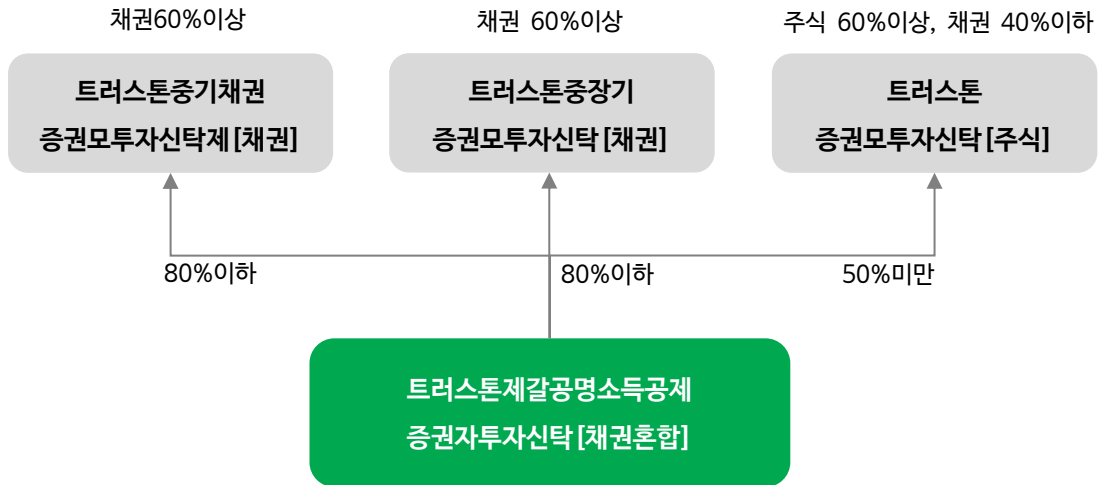 채권60%이상
채권 60%이상
주식 60%이상, 채권 40%이하
트러스톤중기채권
증권모투자신탁제[채권]
트러스톤중장기
증권모투자신탁[채권]
트러스톤
증권모투자신탁[주식]
80%이하
80%이하
50%미만
트러스톤제갈공명소득공제
증권자투자신탁[채권혼합]